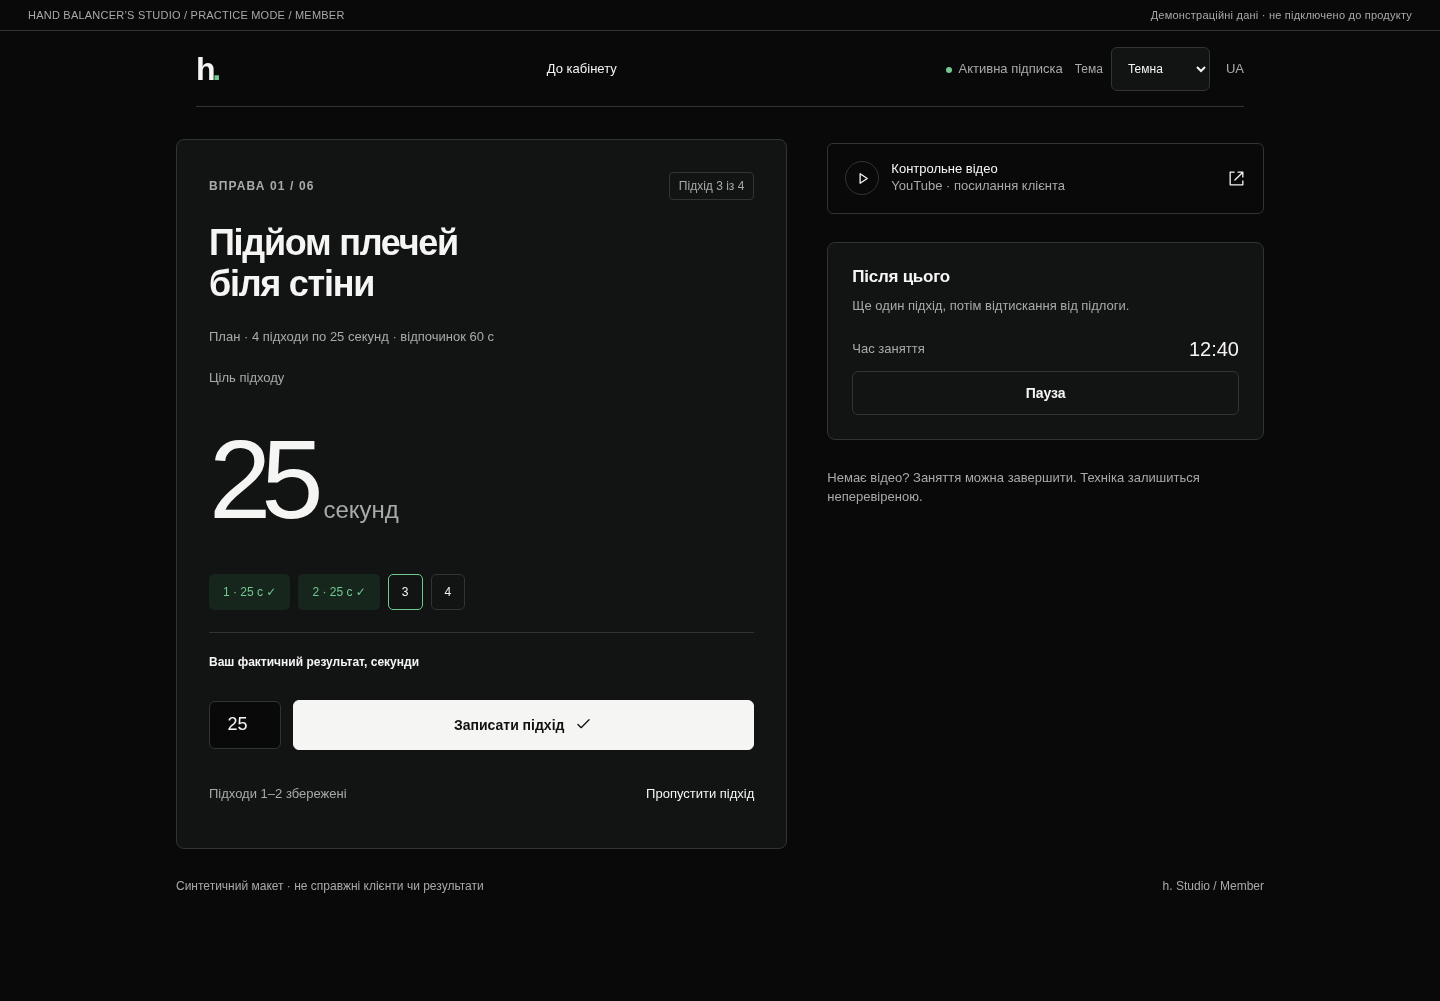 HAND BALANCER'S STUDIO / PRACTICE MODE / MEMBER
Демонстраційні дані · не підключено до продукту
h.
До кабінету
Активна підписка
Тема
Темна
UA
ВПРАВА 01 / 06
Підхід 3 із 4
Підйом плечей
біля стіни
План · 4 підходи по 25 секунд · відпочинок 60 с
Ціль підходу
25 секунд
1 · 25 с ✓
2 · 25 с ✓
3
4
Ваш фактичний результат, секунди
25
Записати підхід
Підходи 1–2 збережені
Пропустити підхід
Контрольне відео
YouTube · посилання клієнта
Після цього
Ще один підхід, потім відтискання від підлоги.
Час заняття
12:40
Пауза
Немає відео? Заняття можна завершити. Техніка залишиться
неперевіреною.
Синтетичний макет · не справжні клієнти чи результати
h. Studio / Member